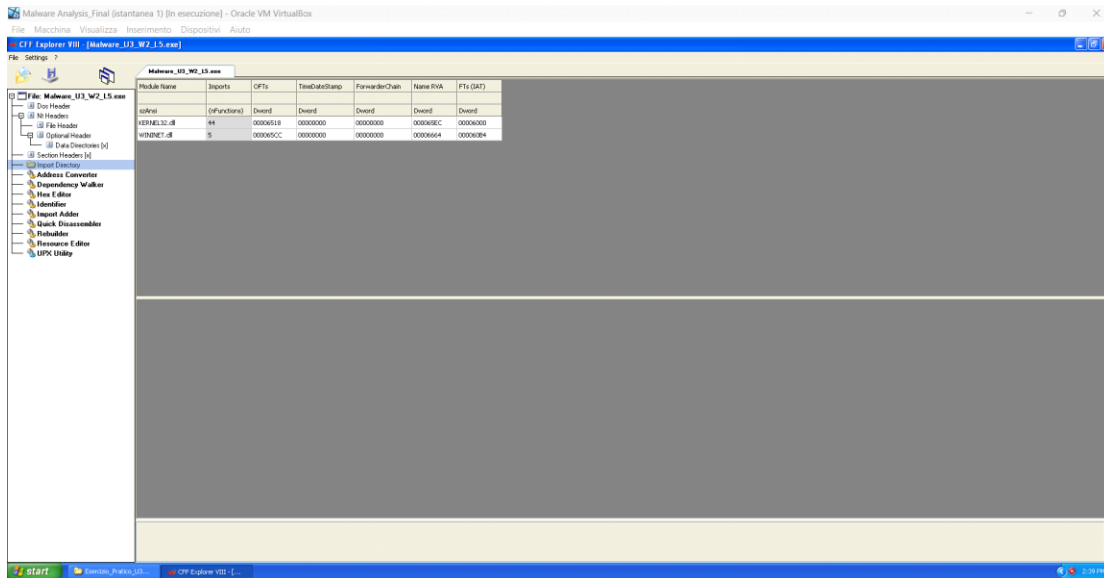 Malware Analysis_Final (istantanea 1) [In esecuzione] - Oracle VM VirtualBox
File Macchina Visualizza Inserimento Dispositivi Aiuto
CFF Explorer VIII - [Malware_U3_W2_L5.exe]
File Settings ?
Malware_U3_W2_L5.exe
File: Malware_U3_W2_L5.exe
Dos Header
Nt Headers
File Header
Optional Header
Data Directories [x]
Section Headers [x]
Import Directory
Address Converter
Dependency Walker
Hex Editor
Identifier
Import Adder
Quick Disassembler
Rebuilder
Resource Editor
UPX Utility
Module Name Imports OFTs TimeDateStamp ForwarderChain Name RVA FTs (IAT)
szAnsi (nFunctions) Dword Dword Dword Dword Dword
KERNEL32.dll 44 00006518 00000000 00000000 000065EC 00006000
WININET.dll 5 000065CC 00000000 00000000 00006664 000060B4
start Esercizio_Pratico_U3... CFF Explorer VIII - [... 2:09 PM